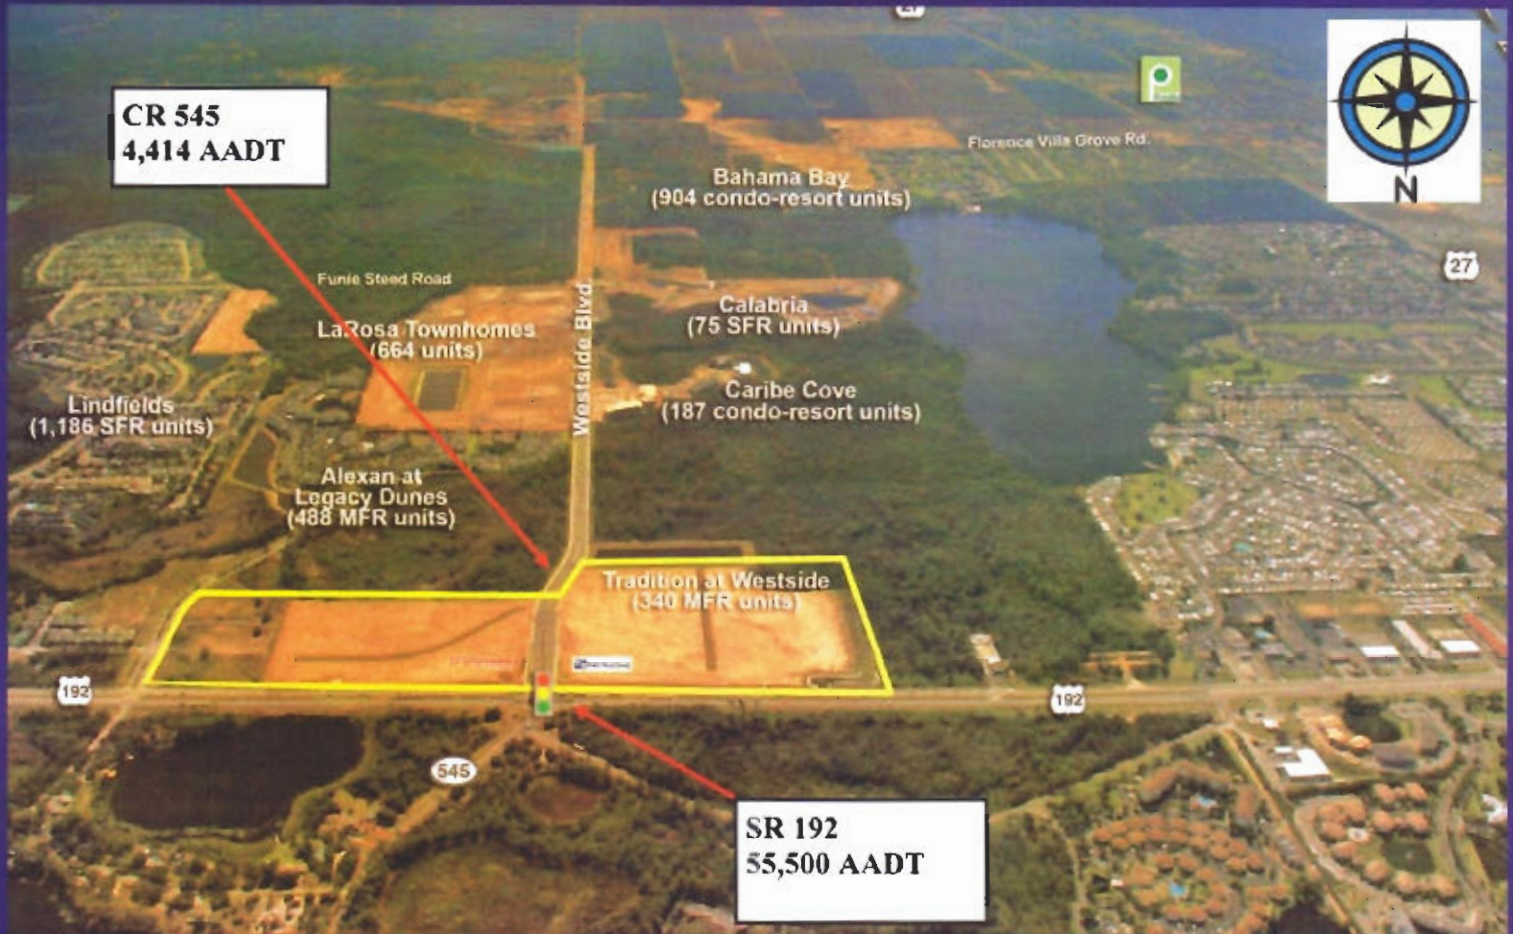 CR 545
4,414 AADT
N
Florence Villa Grove Rd.
Bahama Bay
(904 condo-resort units)
27
Funie Steed Road
Westside Blvd.
Calabria
(75 SFR units)
LaRosa Townhomes
(664 units)
Caribe Cove
(187 condo-resort units)
Lindfields
(1,186 SFR units)
Alexan at
Legacy Dunes
(488 MFR units)
Tradition at Westside
(340 MFR units)
192
192
545
SR 192
55,500 AADT